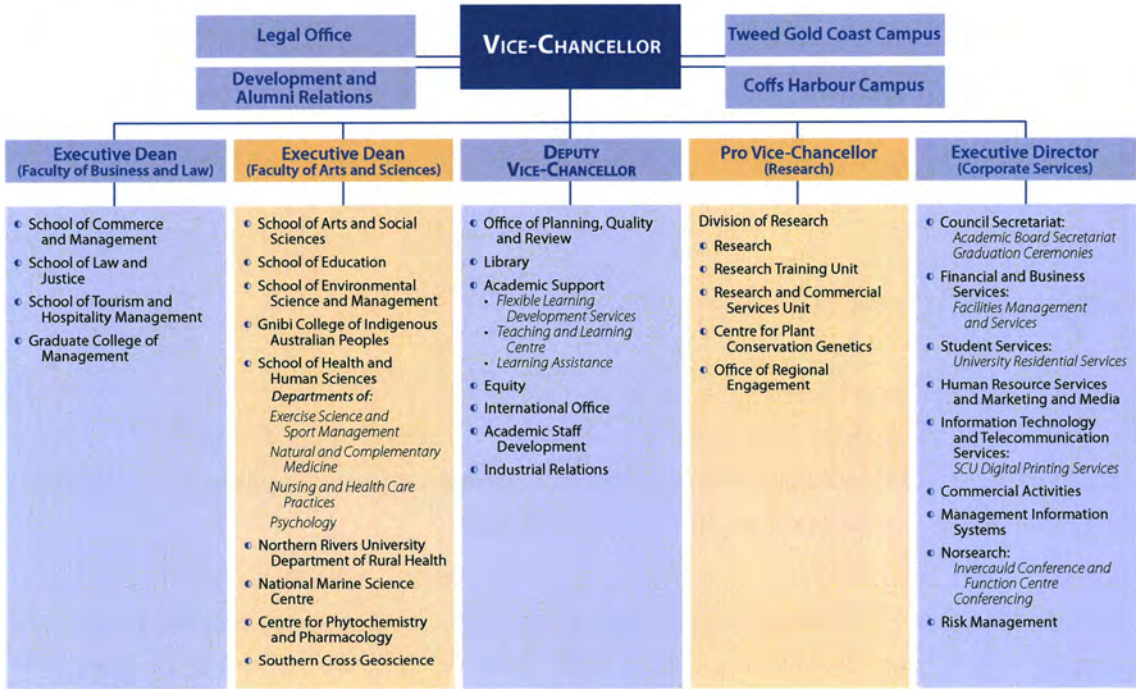 Legal Office
VICE-CHANCELLOR
Tweed Gold Coast Campus
Development and
Alumni Relations
Coffs Harbour Campus
Executive Dean
(Faculty of Business and Law)
School of Commerce
and Management
School of Law and
Justice
School of Tourism and
Hospitality Management
Graduate College of
Management
Executive Dean
(Faculty of Arts and Sciences)
School of Arts and Social
Sciences
School of Education
School of Environmental
Science and Management
Gnibi College of Indigenous
Australian Peoples
School of Health and
Human Sciences
Departments of:
Exercise Science and
Sport Management
Natural and Complementary
Medicine
Nursing and Health Care
Practices
Psychology
Northern Rivers University
Department of Rural Health
National Marine Science
Centre
Centre for Phytochemistry
and Pharmacology
Southern Cross Geoscience
DEPUTY
VICE-CHANCELLOR
Office of Planning, Quality
and Review
Library
Academic Support
• Flexible Learning
Development Services
• Teaching and Learning
Centre
• Learning Assistance
Equity
International Office
Academic Staff
Development
Industrial Relations
Pro Vice-Chancellor
(Research)
Division of Research
Research
Research Training Unit
Research and Commercial
Services Unit
Centre for Plant
Conservation Genetics
Office of Regional
Engagement
Executive Director
(Corporate Services)
Council Secretariat:
Academic Board Secretariat
Graduation Ceremonies
Financial and Business
Services:
Facilities Management
and Services
Student Services:
University Residential Services
Human Resource Services
and Marketing and Media
Information Technology
and Telecommunication
Services:
SCU Digital Printing Services
Commercial Activities
Management Information
Systems
Norsearch:
Invercauld Conference and
Function Centre
Conferencing
Risk Management